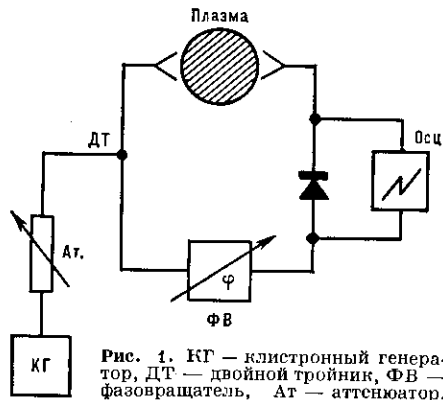 Плазма
ДТ
Осц
Ат.
φ
ФВ
КГ
Рис. 1. КГ — клистронный генера-
тор, ДТ — двойной тройник, ФВ —
фазовращатель, Ат — аттенюатор.